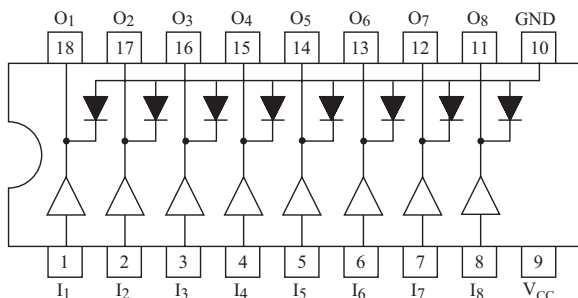 O1 O2 O3 O4 O5 O6 O7 O8 GND
18 17 16 15 14 13 12 11 10
1 2 3 4 5 6 7 8 9
I1 I2 I3 I4 I5 I6 I7 I8 VCC